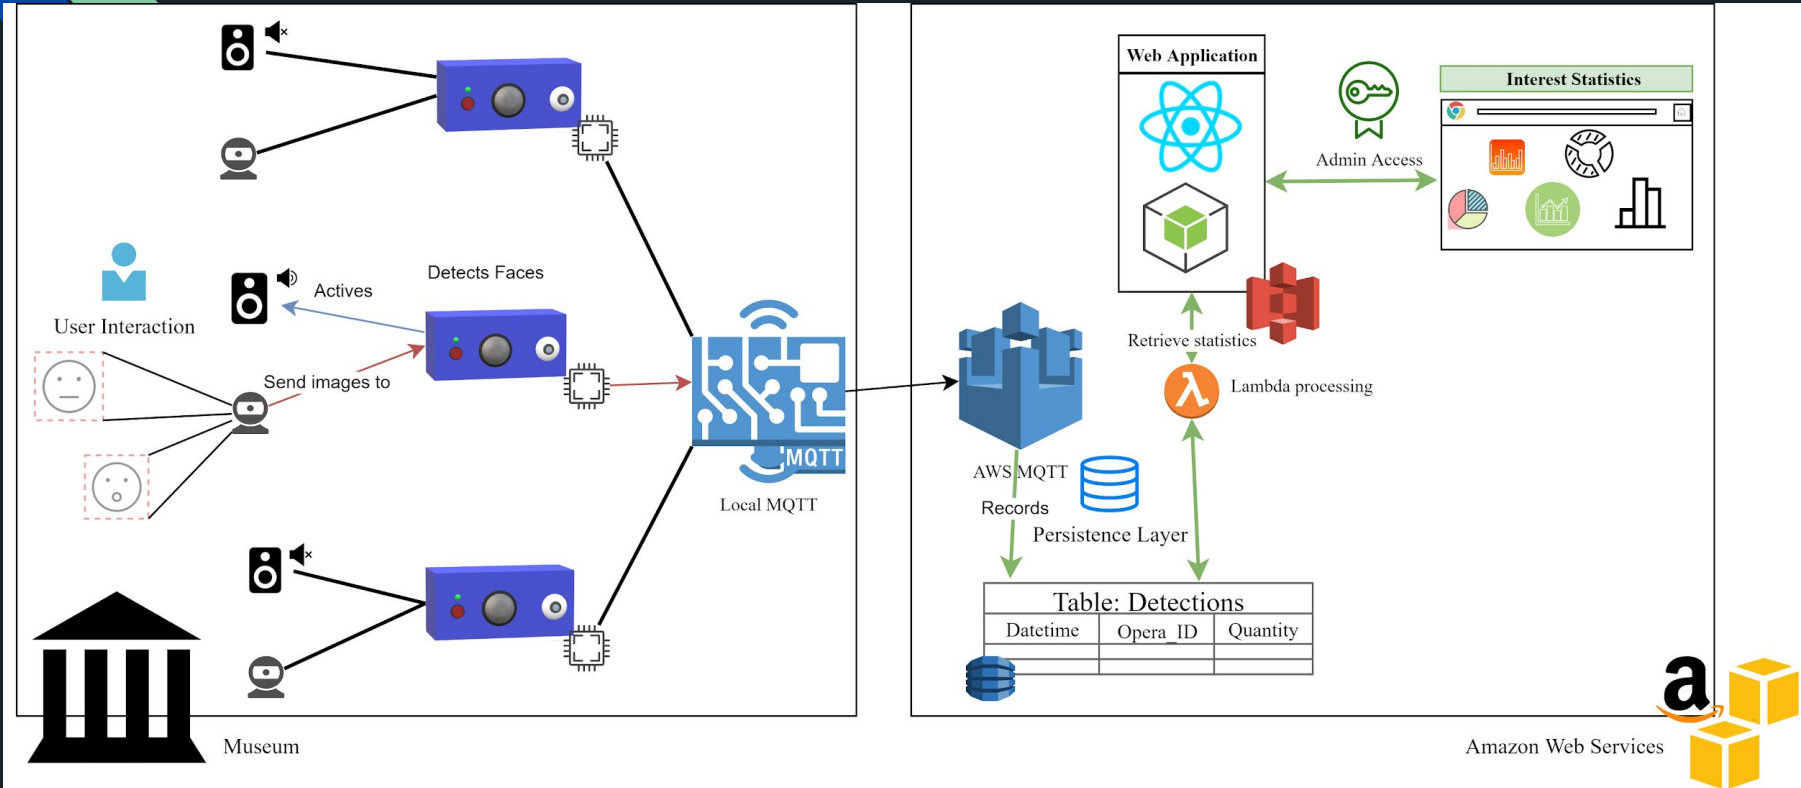 Web Application
Interest Statistics
Admin Access
Detects Faces
Actives
User Interaction
Send images to
Retrieve statistics
Lambda processing
MQTT
Local MQTT
AWS MQTT
Records
Persistence Layer
Table: Detections
Datetime Opera_ID Quantity
Museum
Amazon Web Services
a